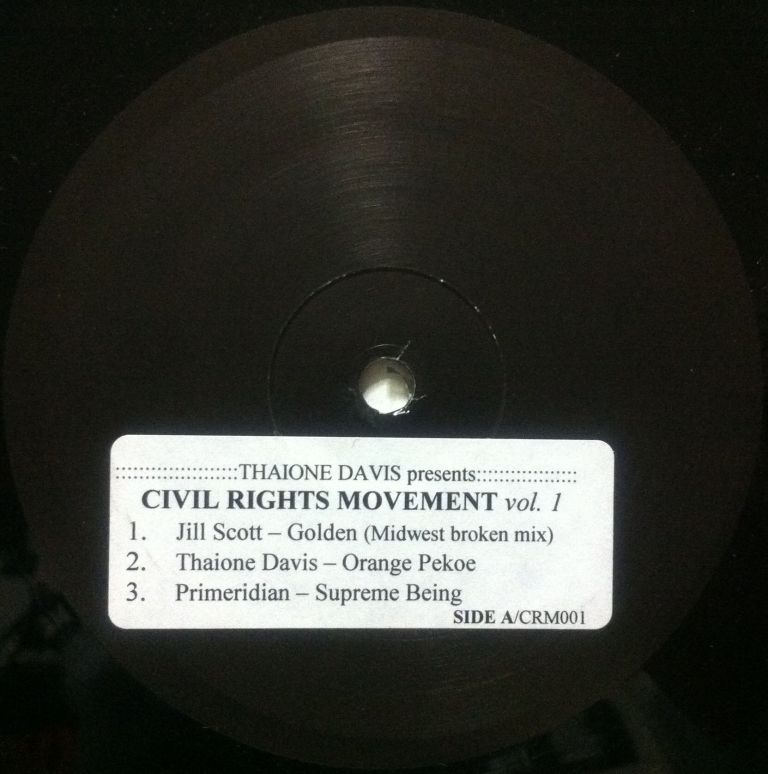 :::::::::::::::::::::THAIONE DAVIS presents::::::::::::::::::
CIVIL RIGHTS MOVEMENT vol. 1
1. Jill Scott – Golden (Midwest broken mix)
2. Thaione Davis – Orange Pekoe
3. Primeridian – Supreme Being
SIDE A/CRM001